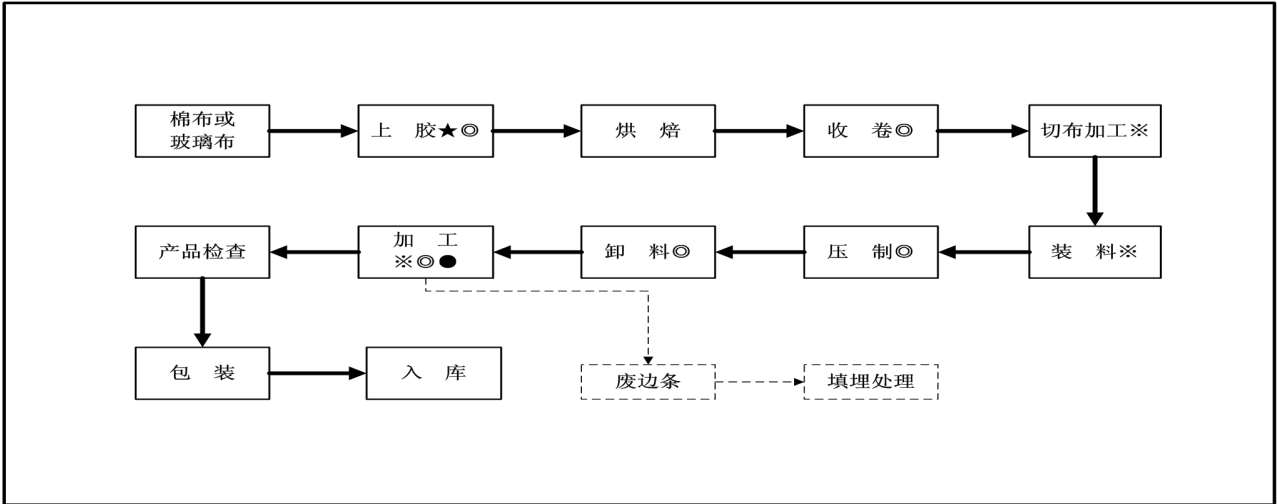 棉布或
玻璃布
上 胶★◎
烘 焙
收 卷◎
切布加工※
产品检查
加 工
※◎●
卸 料◎
压 制◎
装 料※
包 装
入 库
废边条
填埋处理